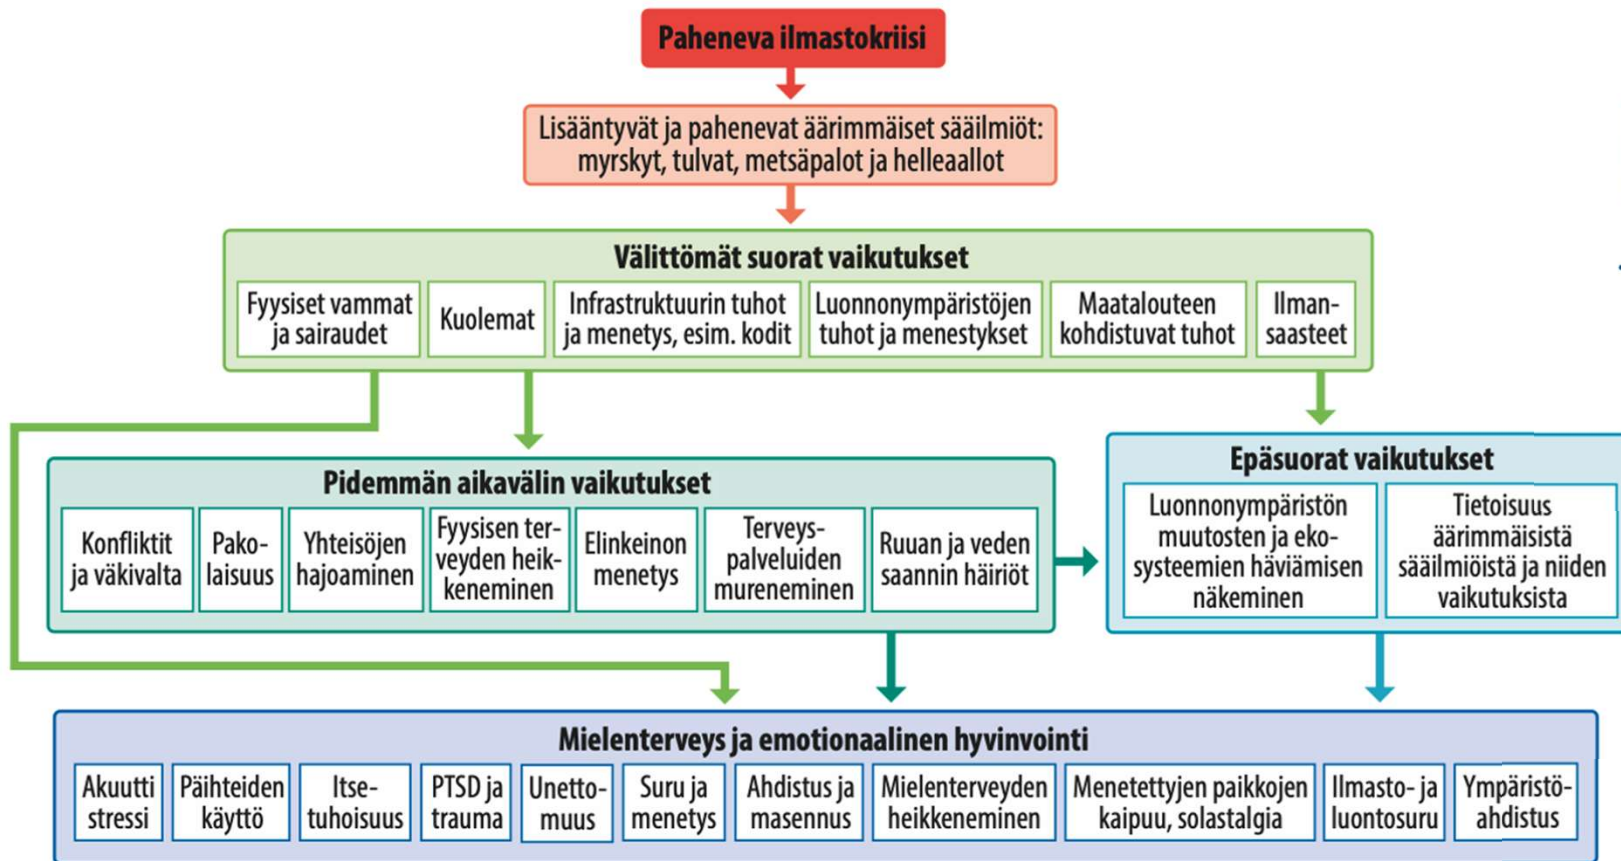 Paheneva ilmastokriisi
Lisääntyvät ja pahenevat äärimmäiset sääilmiöt:
myrskyt, tulvat, metsäpalot ja helleaallot
Välittömät suorat vaikutukset
Fyysiset vammat
ja sairaudet
Kuolemat
Infrastruktuurin tuhot
ja menetys, esim. kodit
Luonnonympäristöjen
tuhot ja menestykset
Maatalouteen
kohdistuvat tuhot
Ilman-
saasteet
Pidemmän aikavälin vaikutukset
Konfliktit
ja väkivalta
Pako-
laisuus
Yhteisöjen
hajoaminen
Fyysisen ter-
veyden heik-
keneminen
Elinkeinon
menetys
Terveys-
palveluiden
mureneminen
Ruuan ja veden
saannin häiriöt
Epäsuorat vaikutukset
Luonnonympäristön
muutosten ja eko-
systeemien häviämisen
näkeminen
Tietoisuus
äärimmäisistä
sääilmiöistä ja niiden
vaikutuksista
Mielenterveys ja emotionaalinen hyvinvointi
Akuutti
stressi
Päihteiden
käyttö
Itse-
tuhoisuus
PTSD ja
trauma
Unetto-
muus
Suru ja
menetys
Ahdistus ja
masennus
Mielenterveyden
heikkeneminen
Menetettyjen paikkojen
kaipuu, solastalgia
Ilmasto- ja
luontosuru
Ympäristö-
ahdistus